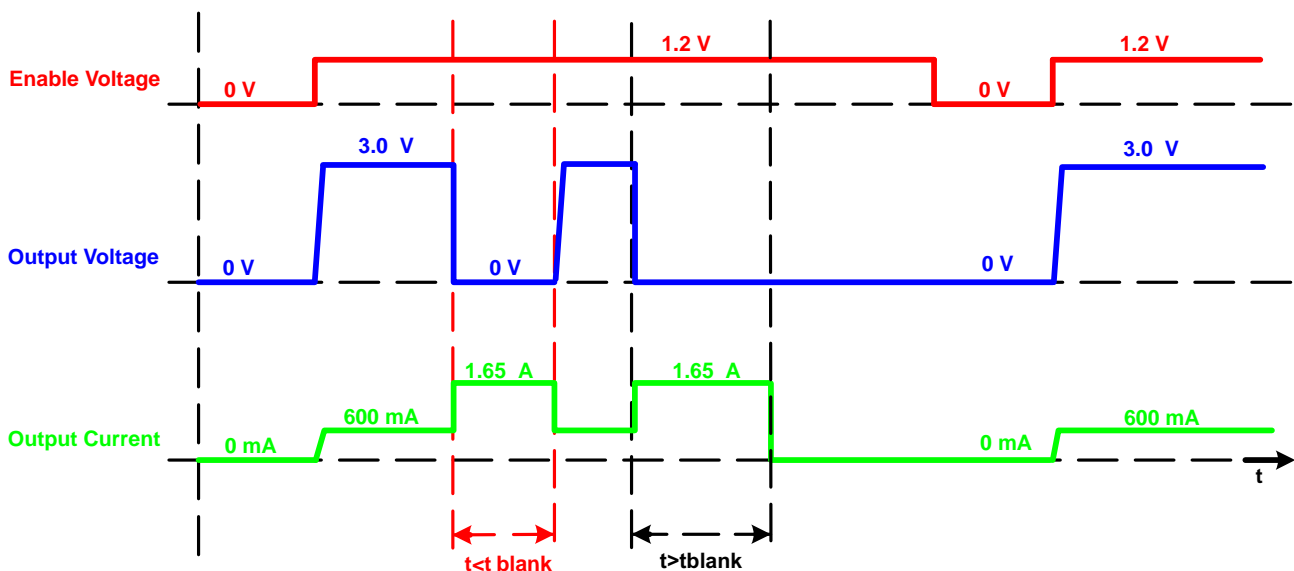 1.2 V
1.2 V
Enable Voltage
0 V
0 V
3.0 V
3.0 V
Output Voltage
0 V
0 V
0 V
1.65 A
1.65 A
600 mA
600 mA
Output Current
0 mA
0 mA
t
t<t blank
t>tblank